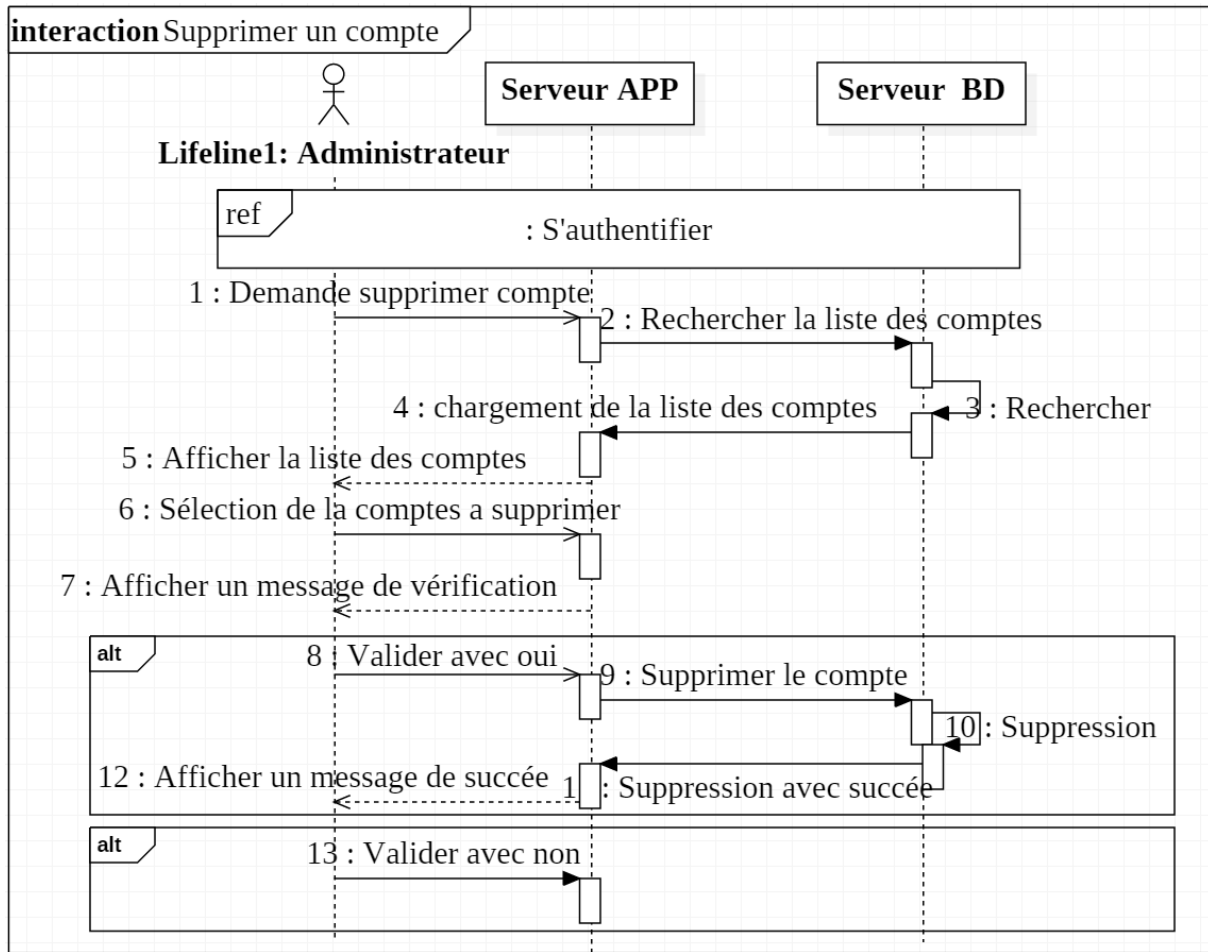 interaction Supprimer un compte
Serveur APP
Serveur BD
Lifeline1: Administrateur
ref
: S'authentifier
1 : Demande supprimer compte
2 : Rechercher la liste des comptes
3 : Rechercher
4 : chargement de la liste des comptes
5 : Afficher la liste des comptes
6 : Sélection de la comptes a supprimer
7 : Afficher un message de vérification
alt
8 : Valider avec oui
9 : Supprimer le compte
10 : Suppression
12 : Afficher un message de succée
1 : Suppression avec succée
alt
13 : Valider avec non